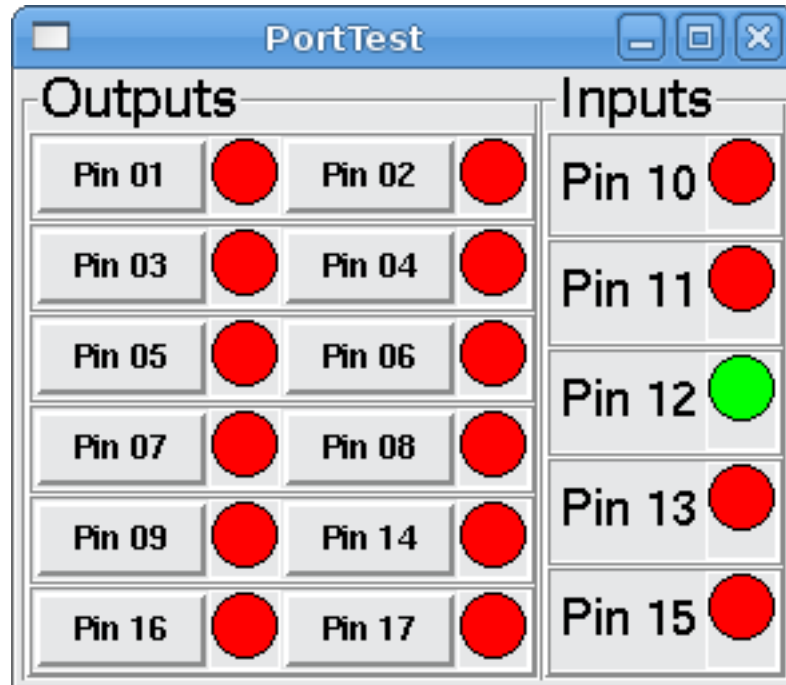 PortTest
Outputs
Pin 01 Pin 02
Pin 03 Pin 04
Pin 05 Pin 06
Pin 07 Pin 08
Pin 09 Pin 14
Pin 16 Pin 17
Inputs
Pin 10
Pin 11
Pin 12
Pin 13
Pin 15